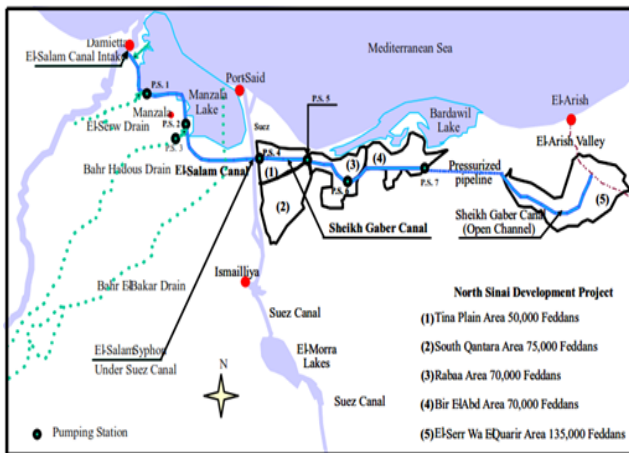 Damietta
El-Salam Canal Intak
Mediterranean Sea
P.S. 1
Manzala
Lake
Port-Said
P.S. 5
El-Arish
Manzala
P.S. 2
El-Serw Drain
P.S. 3
Suez
Bardawil
Lake
El-Arish Valley
P.S. 4
(3)
(4)
Bahr Hadous Drain
El-Salam Canal
(1)
P.S. 6
P.S. 7
Pressurized
pipeline
(2)
Sheikh Gaber Canal
Sheikh Gaber Canal
(Open Channel)
(5)
Ismailliya
Bahr El-Bakar Drain
North Sinai Development Project
Suez Canal
(1) Tina Plain Area 50,000 Feddans
(2) South Qantara Area 75,000 Feddans
El-Salam Syphon
Under Suez Canal
El-Morra
Lakes
(3) Rabaa Area 70,000 Feddans
N
Suez Canal
(4) Bir El-Abd Area 70,000 Feddans
Pumping Station
(5) El-Serr Wa El-Quarir Area 135,000 Feddans